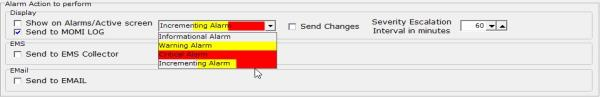 Alarm Action to perform
Display
Show on Alarms/Active screen
Incrementing Alarm
Send Changes
Severity Escalation
Interval in minutes
60
Send to MOMI LOG
Informational Alarm
Warning Alarm
Critical Alarm
Incrementing Alarm
EMS
Send to EMS Collector
EMail
Send to EMAIL